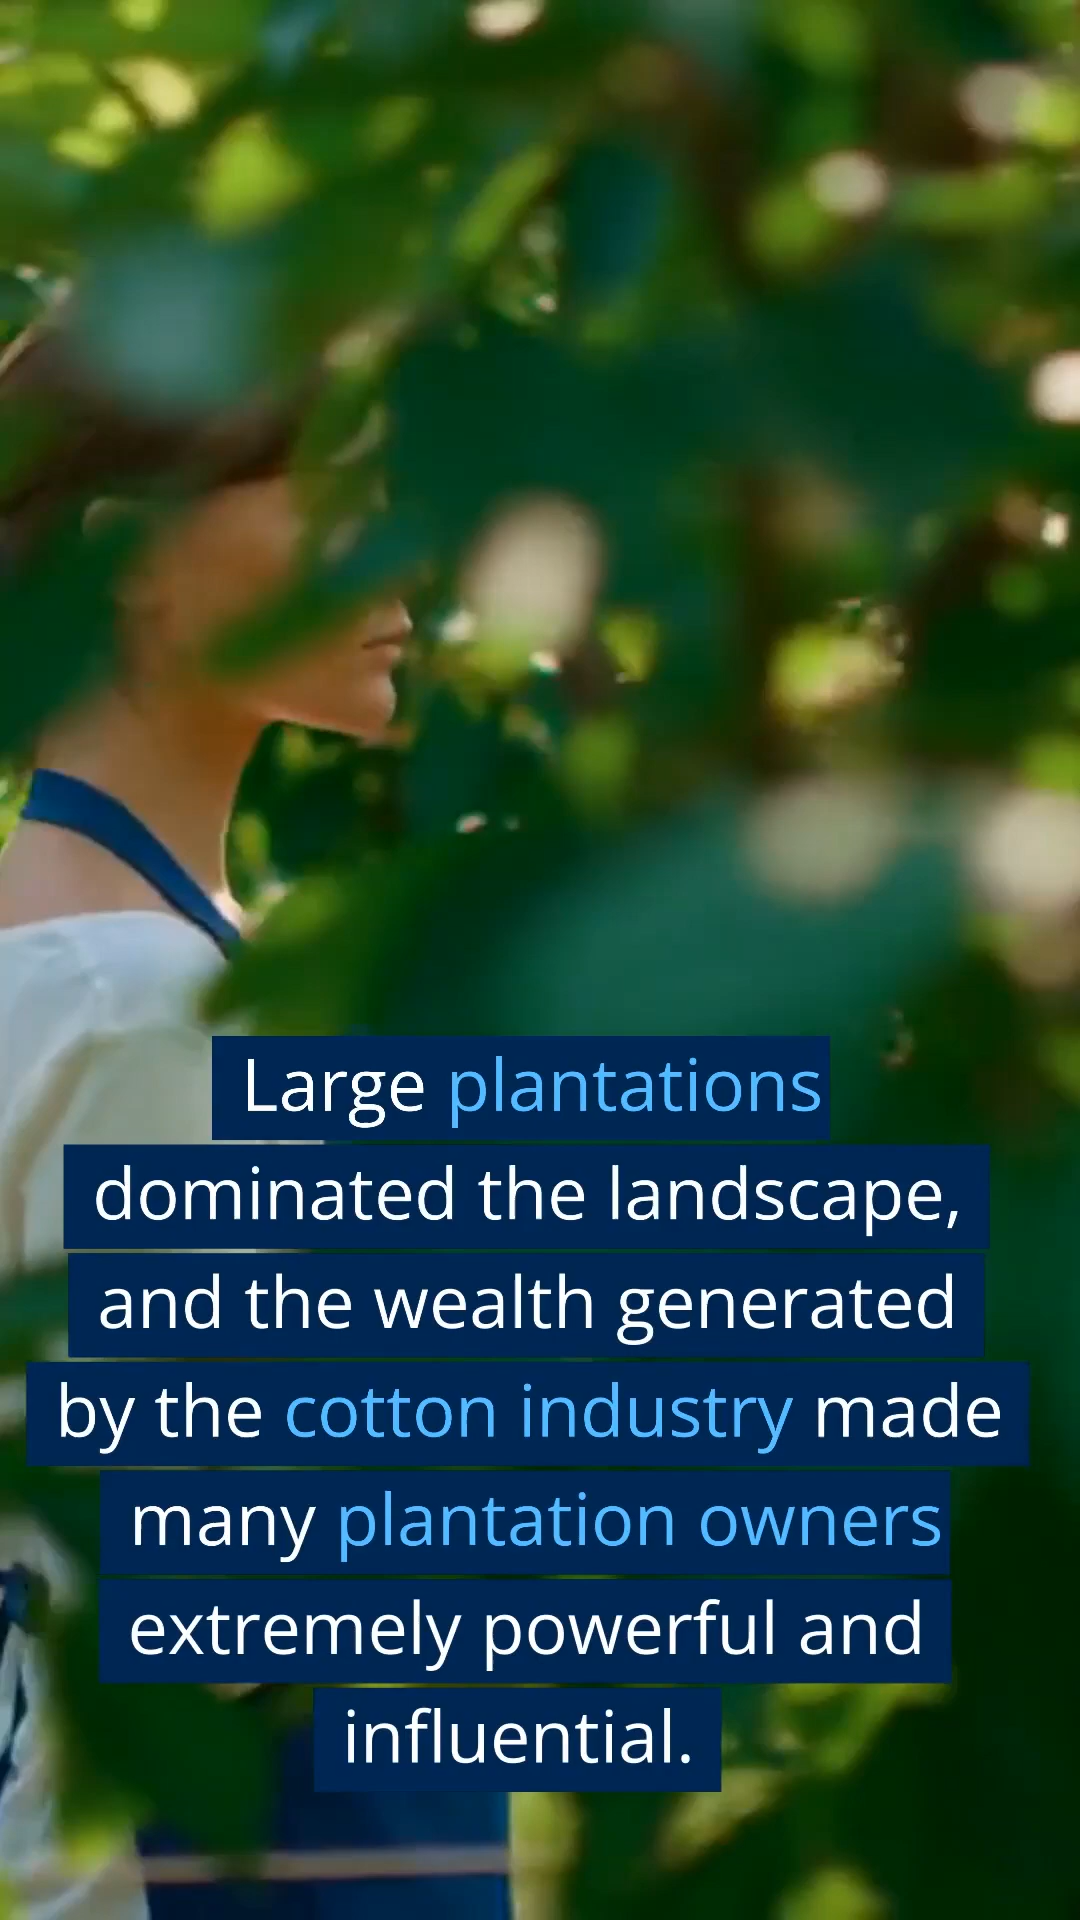 Large plantations
dominated the landscape,
and the wealth generated
by the cotton industry made
many plantation owners
extremely powerful and
influential.